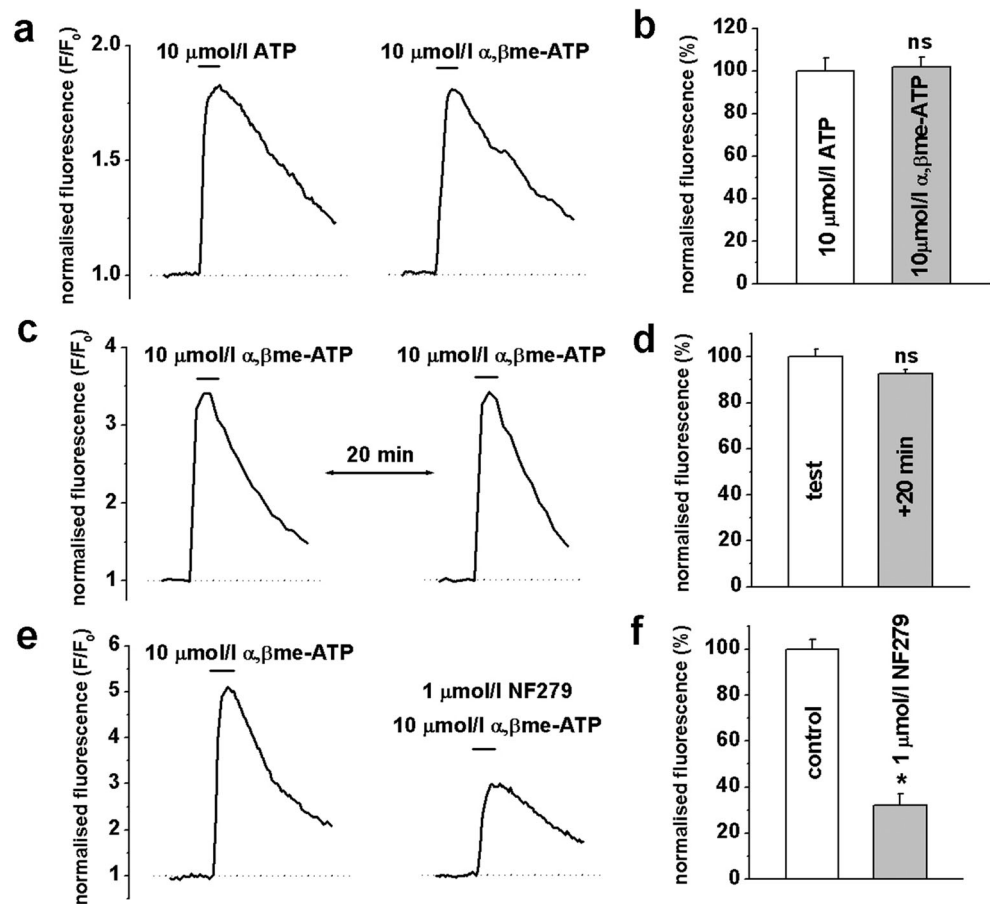 a
normalised fluorescence (F/F₀)
2.0
1.5
1.0
10 μmol/l ATP
10 μmol/l α,βme-ATP
b
normalised fluorescence (%)
120
100
80
60
40
20
0
10 μmol/l ATP
ns
10μmol/l α,βme-ATP
c
normalised fluorescence (F/F₀)
4
3
2
1
10 μmol/l α,βme-ATP
20 min
10 μmol/l α,βme-ATP
d
normalised fluorescence (%)
100
80
60
40
20
0
test
ns
+20 min
e
normalised fluorescence (F/F₀)
6
5
4
3
2
1
10 μmol/l α,βme-ATP
1 μmol/l NF279
10 μmol/l α,βme-ATP
f
normalised fluorescence (%)
100
80
60
40
20
0
control
* 1 μmol/l NF279